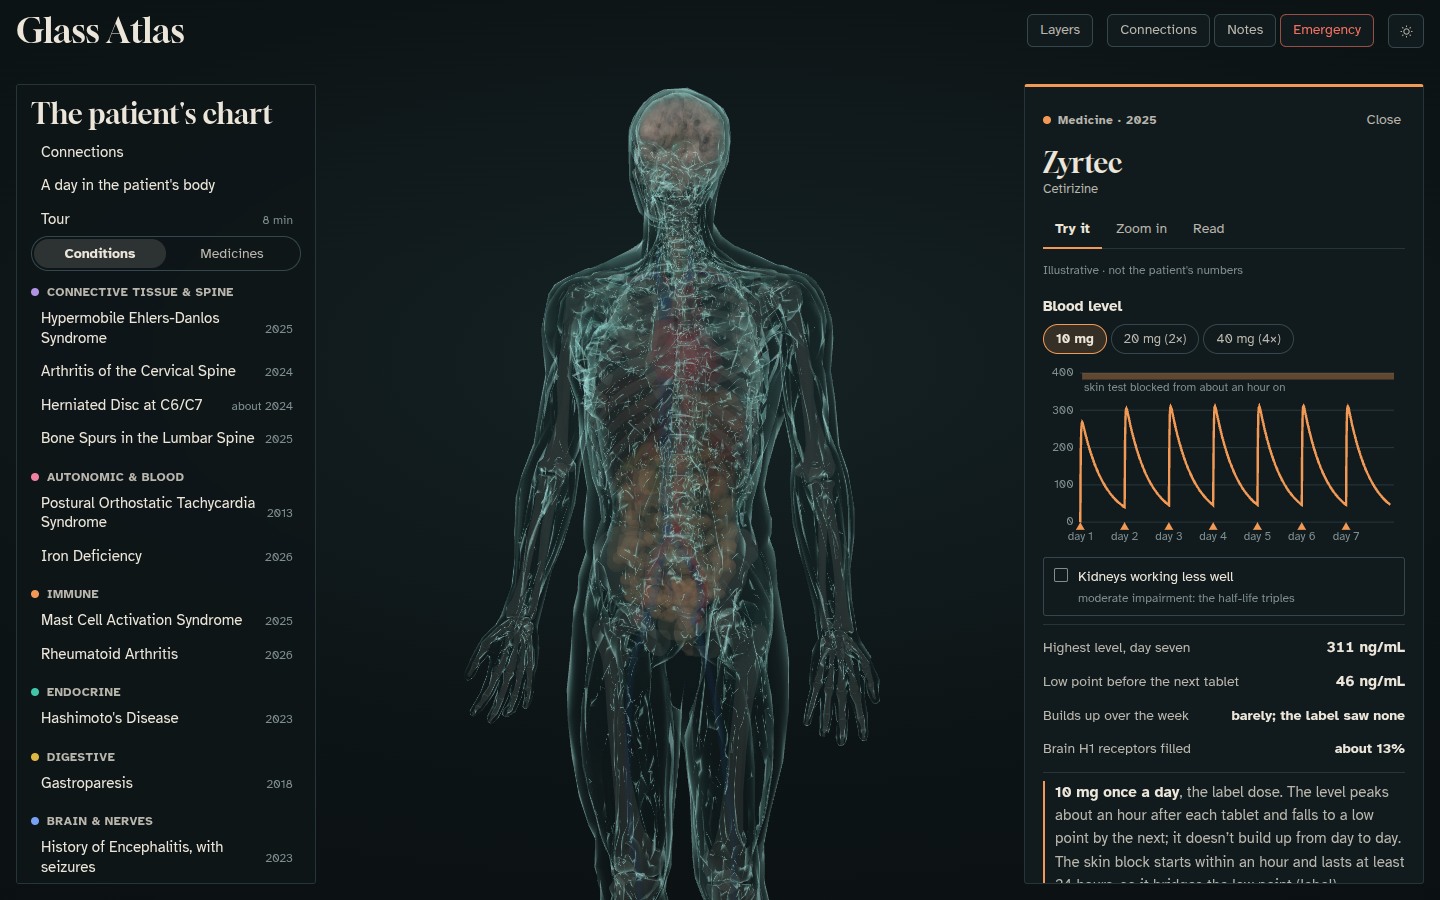 Glass Atlas
Layers
Connections
Notes
Emergency
The patient's chart
Connections
A day in the patient's body
Tour
8 min
Conditions
Medicines
CONNECTIVE TISSUE & SPINE
Hypermobile Ehlers-Danlos
Syndrome
2025
Arthritis of the Cervical Spine
2024
Herniated Disc at C6/C7
about 2024
Bone Spurs in the Lumbar Spine
2025
AUTONOMIC & BLOOD
Postural Orthostatic Tachycardia
Syndrome
2013
Iron Deficiency
2026
IMMUNE
Mast Cell Activation Syndrome
2025
Rheumatoid Arthritis
2026
ENDOCRINE
Hashimoto's Disease
2023
DIGESTIVE
Gastroparesis
2018
BRAIN & NERVES
History of Encephalitis, with
seizures
2023
Medicine · 2025
Close
Zyrtec
Cetirizine
Try it
Zoom in
Read
Illustrative · not the patient's numbers
Blood level
10 mg
20 mg (2×)
40 mg (4×)
400
skin test blocked from about an hour on
300
200
100
0
day 1
day 2
day 3
day 4
day 5
day 6
day 7
Kidneys working less well
moderate impairment: the half-life triples
Highest level, day seven
311 ng/mL
Low point before the next tablet
46 ng/mL
Builds up over the week
barely; the label saw none
Brain H1 receptors filled
about 13%
10 mg once a day, the label dose. The level peaks
about an hour after each tablet and falls to a low
point by the next; it doesn't build up from day to day.
The skin block starts within an hour and lasts at least